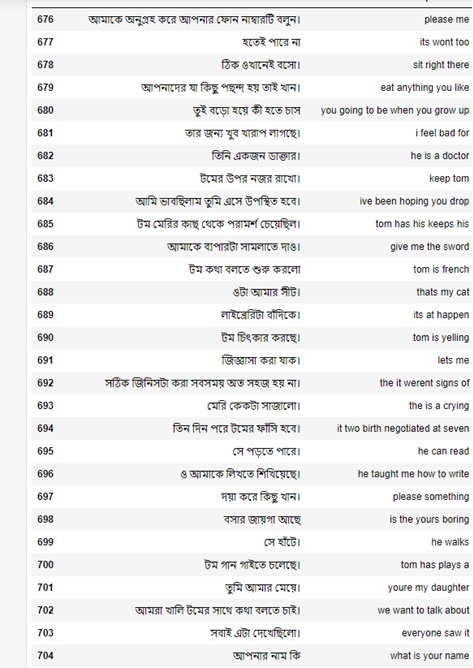 676 আমাকে অনুগ্রহ করে আপনার ফোন নাম্বারটি বলুন। please me
677 হতেই পারে না its wont too
678 ঠিক ওখানেই বসো। sit right there
679 আপনাদের যা কিছু পছন্দ হয় তাই খান। eat anything you like
680 তুই বড়ো হয়ে কী হতে চাস you going to be when you grow up
681 তার জন্য খুব খারাপ লাগছে। i feel bad for
682 তিনি একজন ডাক্তার। he is a doctor
683 টমের উপর নজর রাখো। keep tom
684 আমি ভাবছিলাম তুমি এসে উপস্থিত হবে। ive been hoping you drop
685 টম মেরির কাছ থেকে পরামর্শ চেয়েছিল। tom has his keeps his
686 আমাকে ব্যপারটা সামলাতে দাও। give me the sword
687 টম কথা বলতে শুরু করলো tom is french
688 ওটা আমার সীট। thats my cat
689 লাইব্রেরিটা বাঁদিকে। its at happen
690 টম চিৎকার করছে। tom is yelling
691 জিজ্ঞাসা করা যাক। lets me
692 সঠিক জিনিসটা করা সবসময় অত সহজ হয় না। the it werent signs of
693 মেরি কেকটা সাজালো। the is a crying
694 তিন দিন পরে টমের ফাঁসি হবে। it two birth negotiated at seven
695 সে পড়তে পারে। he can read
696 ও আমাকে লিখতে শিখিয়েছে। he taught me how to write
697 দয়া করে কিছু খান। please something
698 বসার জায়গা আছে is the yours boring
699 সে হাঁটে। he walks
700 টম গান গাইতে চলেছে। tom has plays a
701 তুমি আমার মেয়ে। youre my daughter
702 আমরা খালি টমের সাথে কথা বলতে চাই। we want to talk about
703 সবাই এটা দেখেছিলো। everyone saw it
704 আপনার নাম কি what is your name